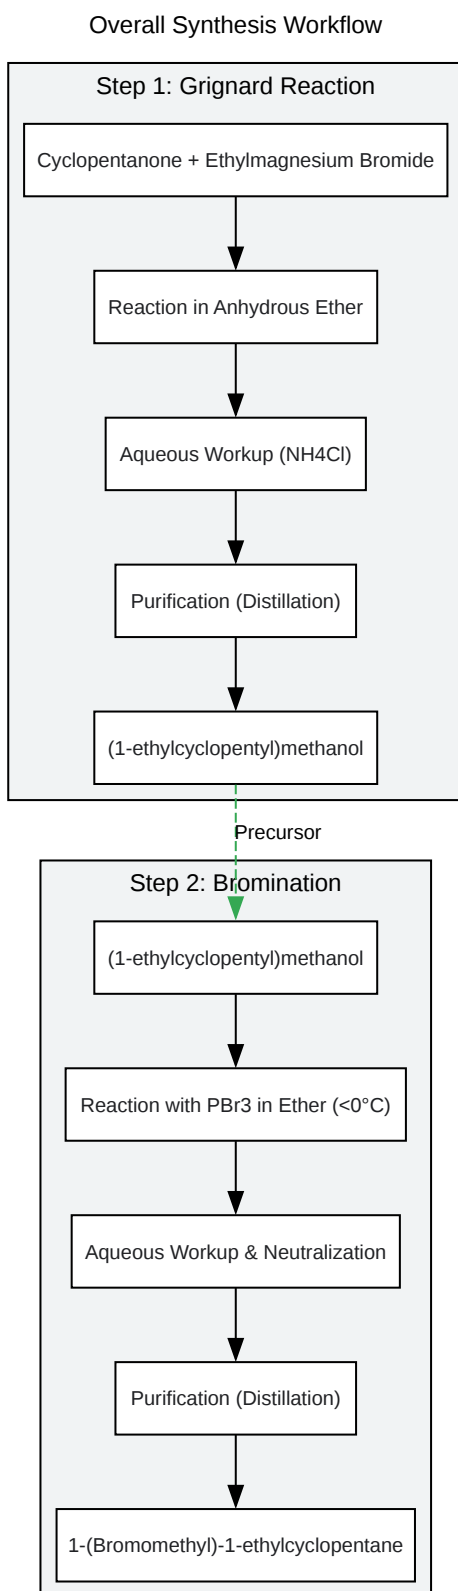 Overall Synthesis Workflow
Step 1: Grignard Reaction
Cyclopentanone + Ethylmagnesium Bromide
Reaction in Anhydrous Ether
Aqueous Workup (NH4Cl)
Purification (Distillation)
(1-ethylcyclopentyl)methanol
Precursor
Step 2: Bromination
(1-ethylcyclopentyl)methanol
Reaction with PBr3 in Ether (<0°C)
Aqueous Workup & Neutralization
Purification (Distillation)
1-(Bromomethyl)-1-ethylcyclopentane